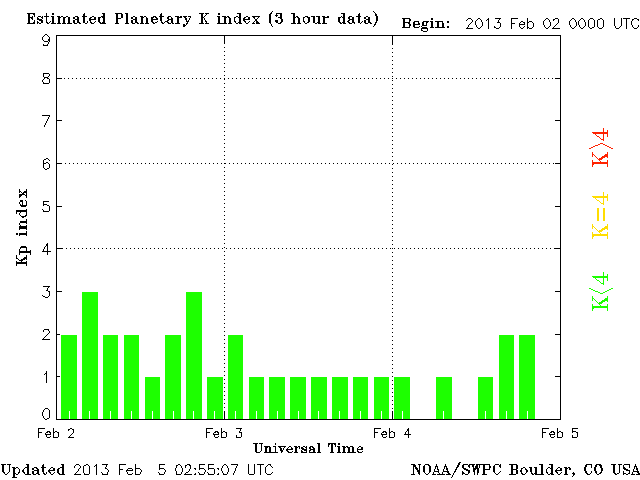 Estimated Planetary K index (3 hour data)
Begin: 2013 Feb 02 0000 UTC
9
8
7
6
5
4
3
2
1
0
Kp index
Feb 2
Feb 3
Feb 4
Feb 5
Universal Time
K>4
K=4
K<4
Updated 2013 Feb 5 02:55:07 UTC
NOAA/SWPC Boulder, CO USA